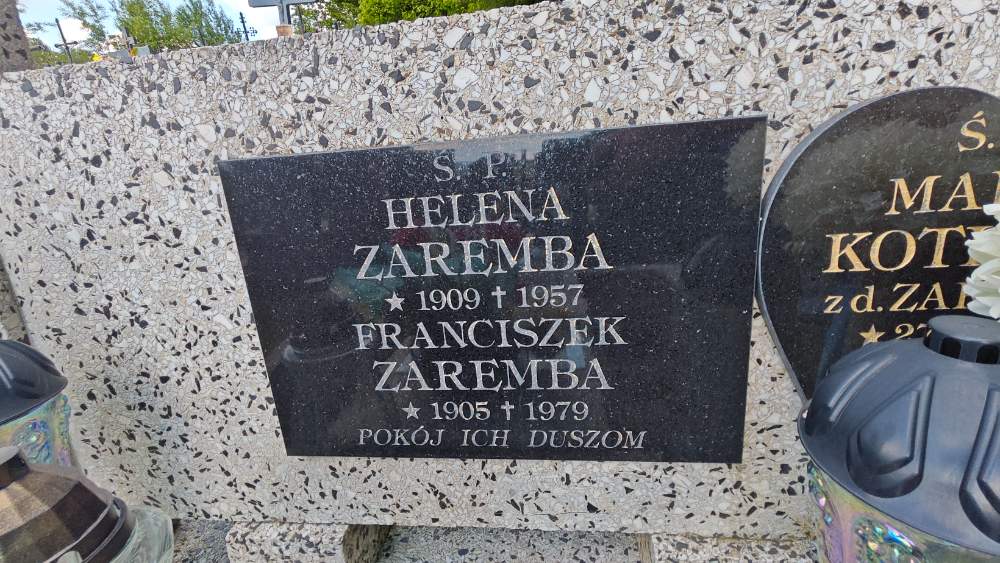 Ś P
HELENA
ZAREMBA
★ 1909 ✝ 1957
FRANCISZEK
ZAREMBA
★ 1905 ✝ 1979
POKÓJ ICH DUSZOM
Ś.
z d.